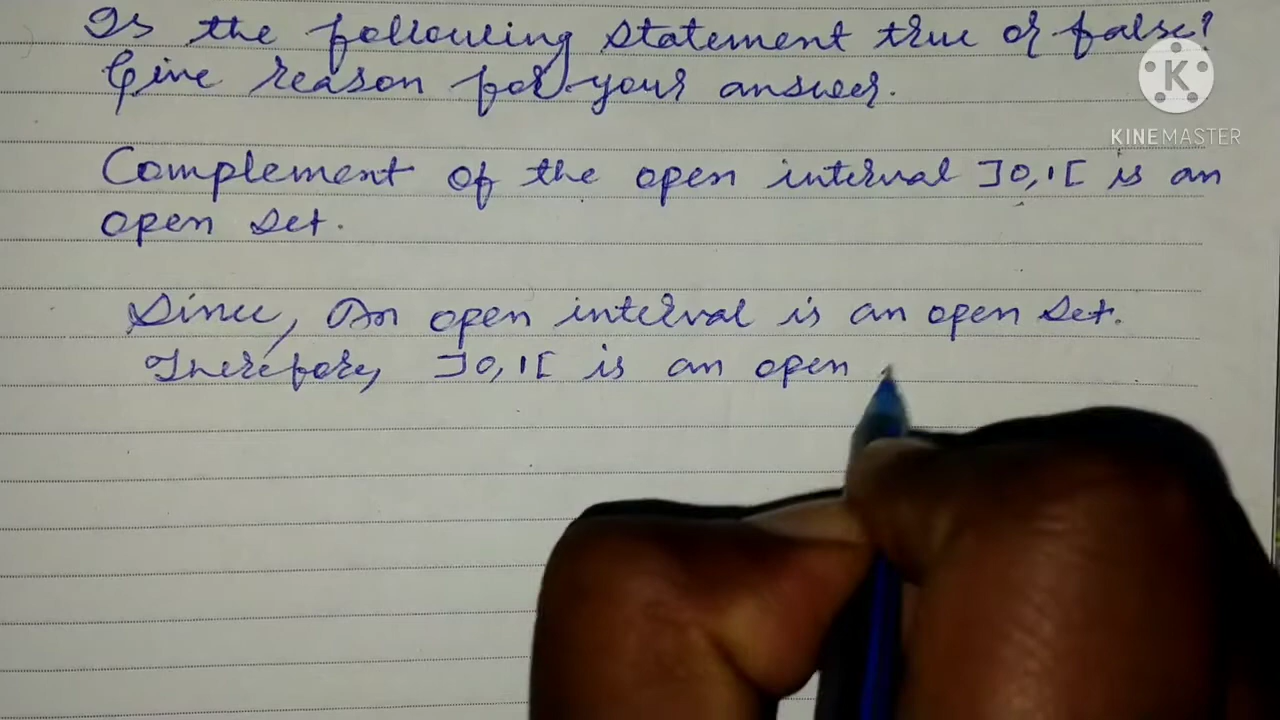 Is the following statement true or false?
Give reason for your answer.
K
KINEMASTER
Complement of the open interval ]0,1[ is an
open set.
Since, An open interval is an open set.
Therefore, ]0,1[ is an open